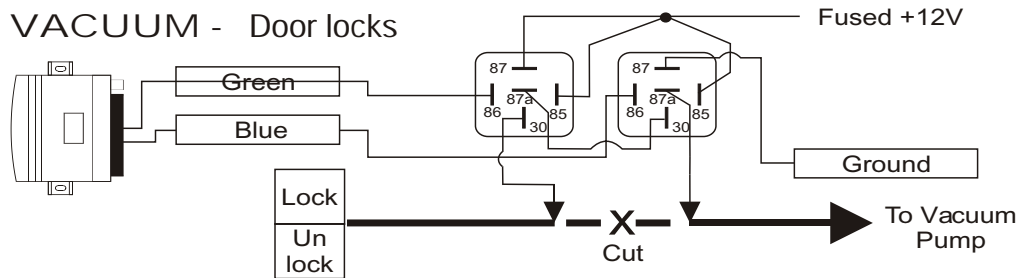 VACUUM - Door locks
Fused +12V
87
87
Green
87a
87a
86
85
86
85
30
30
Blue
Ground
Lock
Un
lock
X
Cut
To Vacuum
Pump